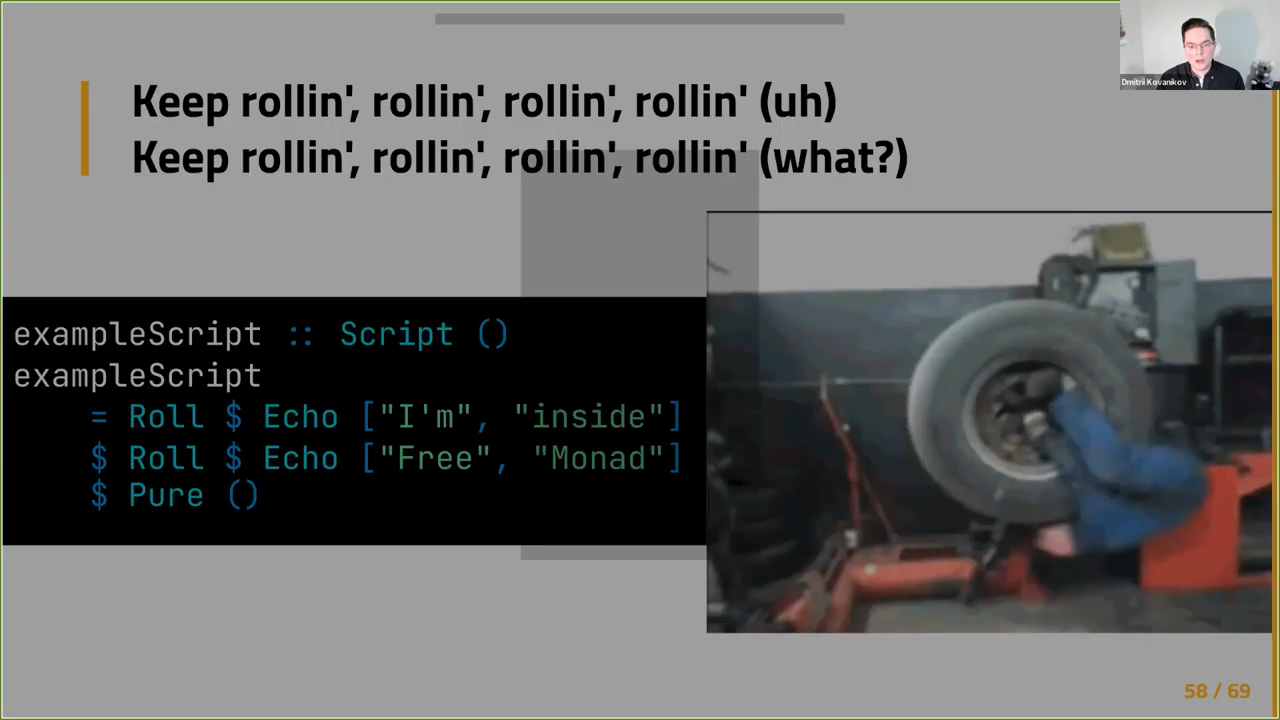 Dmitrii Kovanikov
Keep rollin', rollin', rollin', rollin' (uh)
Keep rollin', rollin', rollin', rollin' (what?)
exampleScript :: Script ()
exampleScript
= Roll $ Echo ["I'm", "inside"]
$ Roll $ Echo ["Free", "Monad"]
$ Pure ()
58 / 69